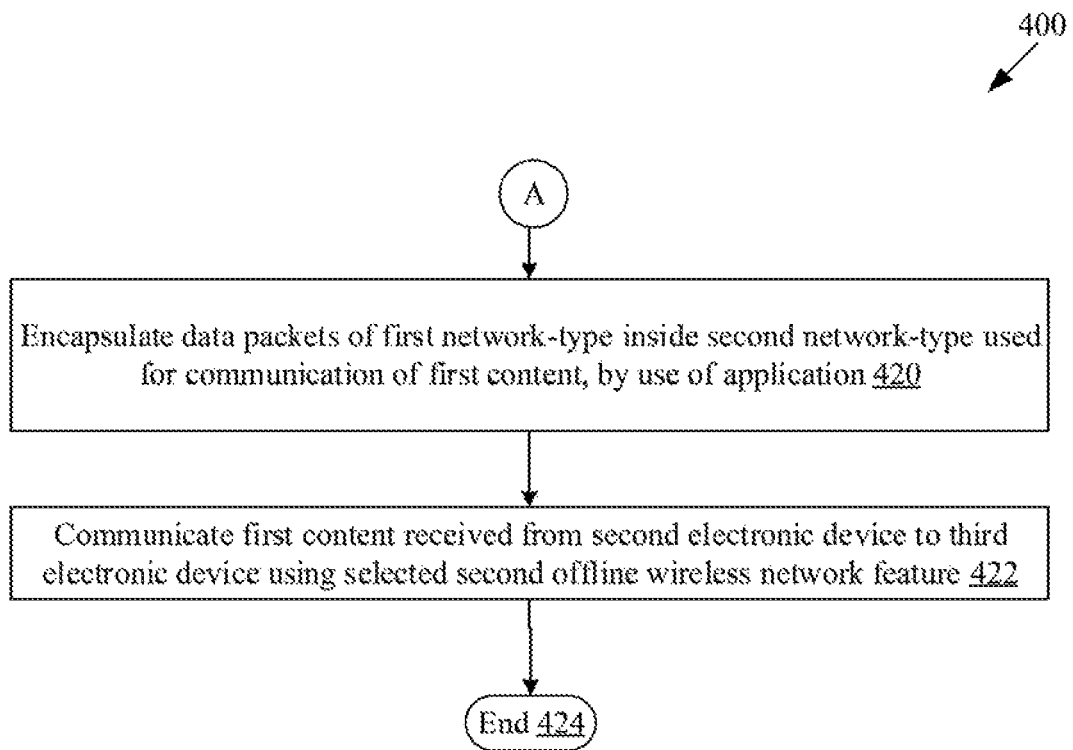 400
A
Encapsulate data packets of first network-type inside second network-type used
for communication of first content, by use of application 420
Communicate first content received from second electronic device to third
electronic device using selected second offline wireless network feature 422
End 424